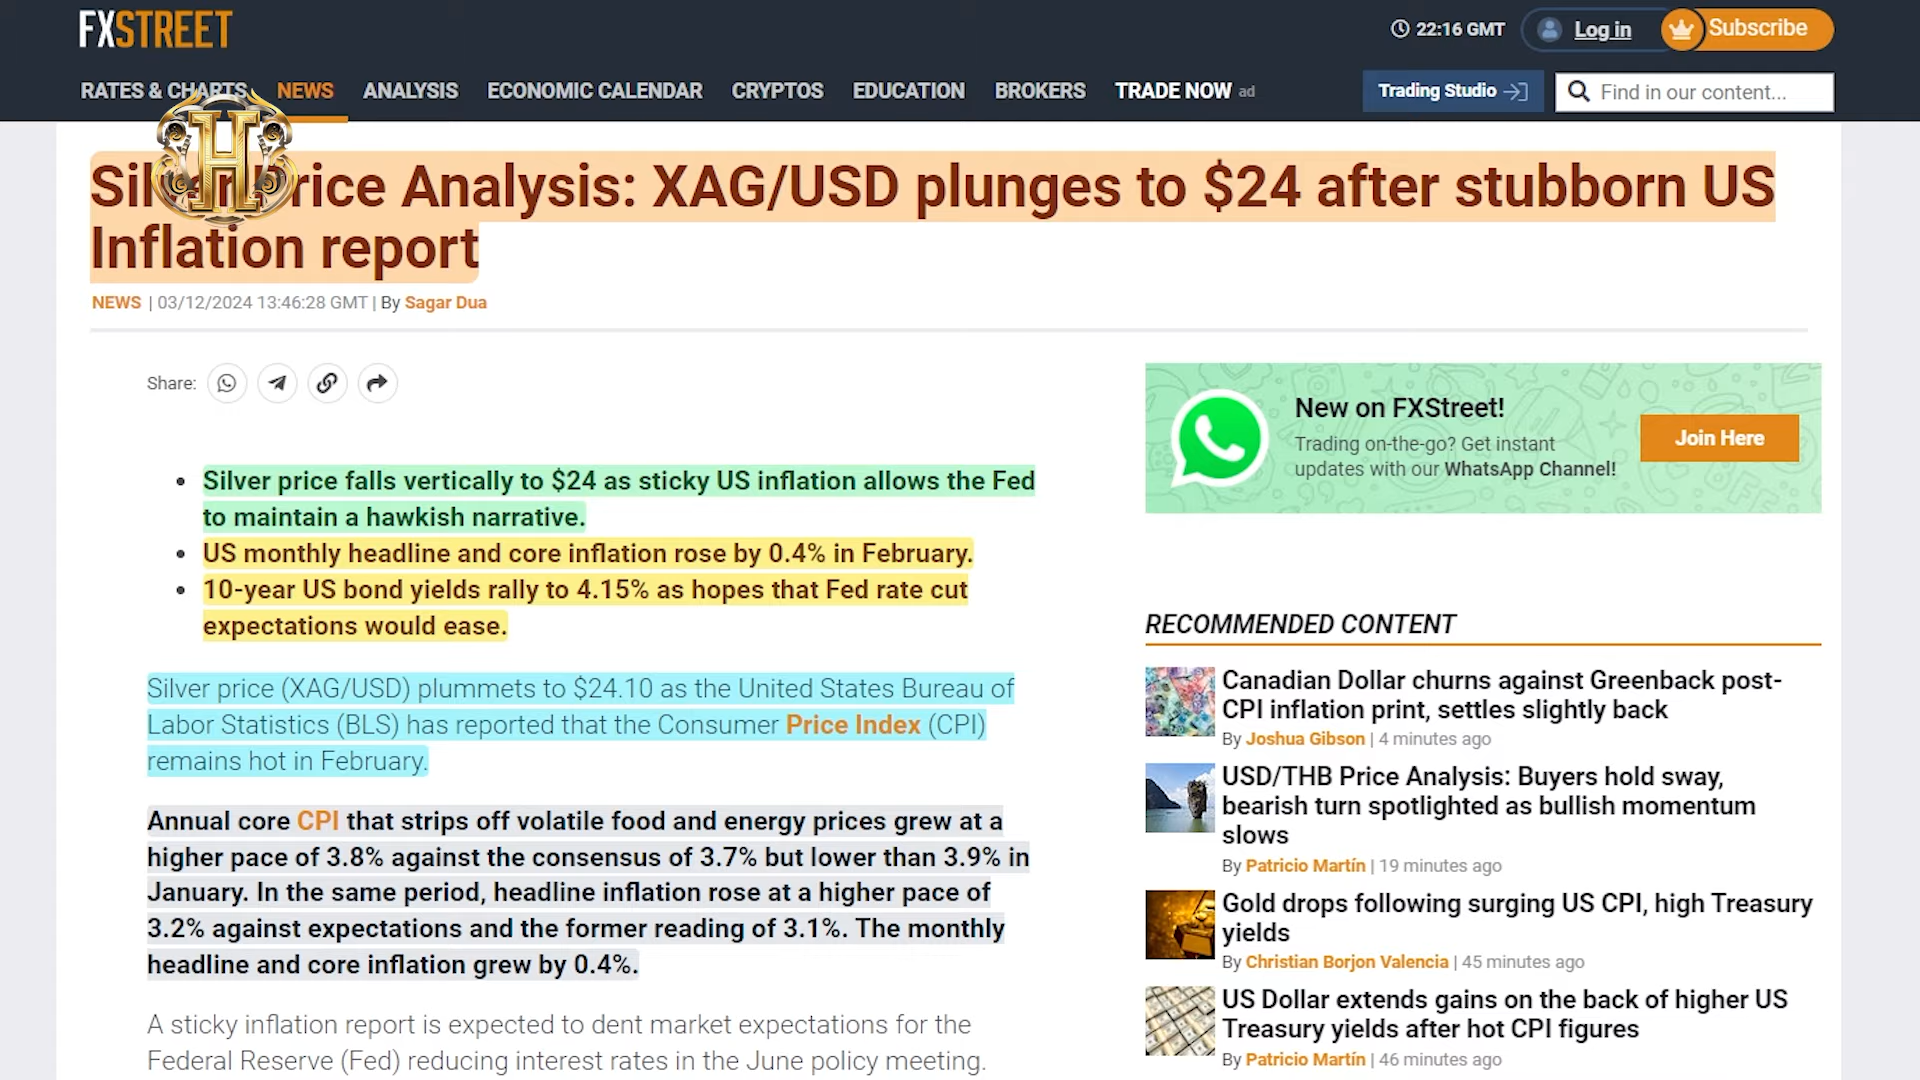 FXSTREET
22:16 GMT
Log in
Subscribe
RATES & CHARTS NEWS ANALYSIS ECONOMIC CALENDAR CRYPTOS EDUCATION BROKERS TRADE NOW ad
Trading Studio
Find in our content...
H
Silver Price Analysis: XAG/USD plunges to $24 after stubborn US
Inflation report
NEWS | 03/12/2024 13:46:28 GMT | By Sagar Dua
Share:
Silver price falls vertically to $24 as sticky US inflation allows the Fed
to maintain a hawkish narrative.
US monthly headline and core inflation rose by 0.4% in February.
10-year US bond yields rally to 4.15% as hopes that Fed rate cut
expectations would ease.
Silver price (XAG/USD) plummets to $24.10 as the United States Bureau of
Labor Statistics (BLS) has reported that the Consumer Price Index (CPI)
remains hot in February.
Annual core CPI that strips off volatile food and energy prices grew at a
higher pace of 3.8% against the consensus of 3.7% but lower than 3.9% in
January. In the same period, headline inflation rose at a higher pace of
3.2% against expectations and the former reading of 3.1%. The monthly
headline and core inflation grew by 0.4%.
A sticky inflation report is expected to dent market expectations for the
Federal Reserve (Fed) reducing interest rates in the June policy meeting.
New on FXStreet!
Trading on-the-go? Get instant
updates with our WhatsApp Channel!
Join Here
RECOMMENDED CONTENT
Canadian Dollar churns against Greenback post-
CPI inflation print, settles slightly back
By Joshua Gibson | 4 minutes ago
USD/THB Price Analysis: Buyers hold sway,
bearish turn spotlighted as bullish momentum
slows
By Patricio Martín | 19 minutes ago
Gold drops following surging US CPI, high Treasury
yields
By Christian Borjon Valencia | 45 minutes ago
US Dollar extends gains on the back of higher US
Treasury yields after hot CPI figures
By Patricio Martín | 46 minutes ago